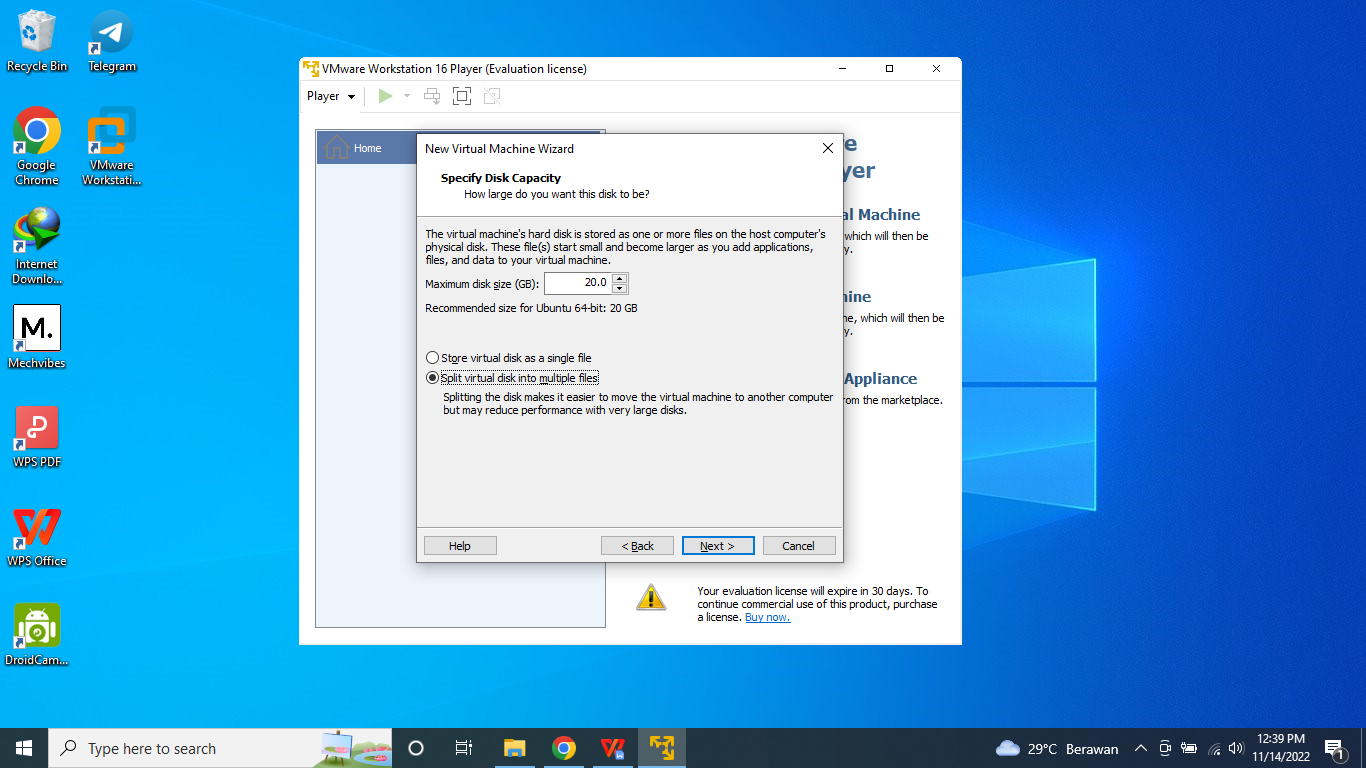 Recycle Bin
Telegram
Google
Chrome
VMware
Workstati...
Internet
Downlo...
M.
Mechvibes
WPS PDF
WPS Office
DroidCam...
VMware Workstation 16 Player (Evaluation license)
Player
Home
New Virtual Machine Wizard
Specify Disk Capacity
How large do you want this disk to be?
The virtual machine's hard disk is stored as one or more files on the host computer's
physical disk. These file(s) start small and become larger as you add applications,
files, and data to your virtual machine.
Maximum disk size (GB): 20.0
Recommended size for Ubuntu 64-bit: 20 GB
Store virtual disk as a single file
Split virtual disk into multiple files
Splitting the disk makes it easier to move the virtual machine to another computer
but may reduce performance with very large disks.
Help
< Back
Next >
Cancel
e
yer
al Machine
which will then be
y.
hine
ne, which will then be
y.
Appliance
rom the marketplace.
Your evaluation license will expire in 30 days. To
continue commercial use of this product, purchase
a license. Buy now.
Type here to search
29°C Berawan
12:39 PM
11/14/2022
1